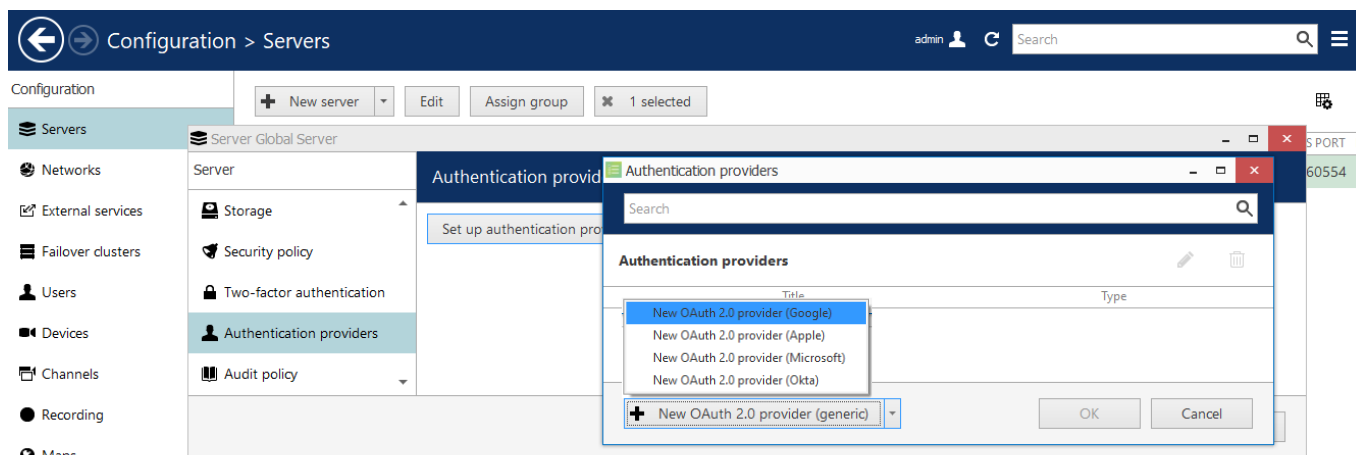 Configuration > Servers
admin
Search
Configuration
New server
Edit
Assign group
1 selected
Servers
Networks
External services
Failover clusters
Users
Devices
Channels
Recording
Server Global Server
Server
Storage
Security policy
Two-factor authentication
Authentication providers
Audit policy
Authentication provid
Set up authentication pro
S PORT
60554
Authentication providers
Search
Authentication providers
Title
Type
New OAuth 2.0 provider (Google)
New OAuth 2.0 provider (Apple)
New OAuth 2.0 provider (Microsoft)
New OAuth 2.0 provider (Okta)
New OAuth 2.0 provider (generic)
OK
Cancel